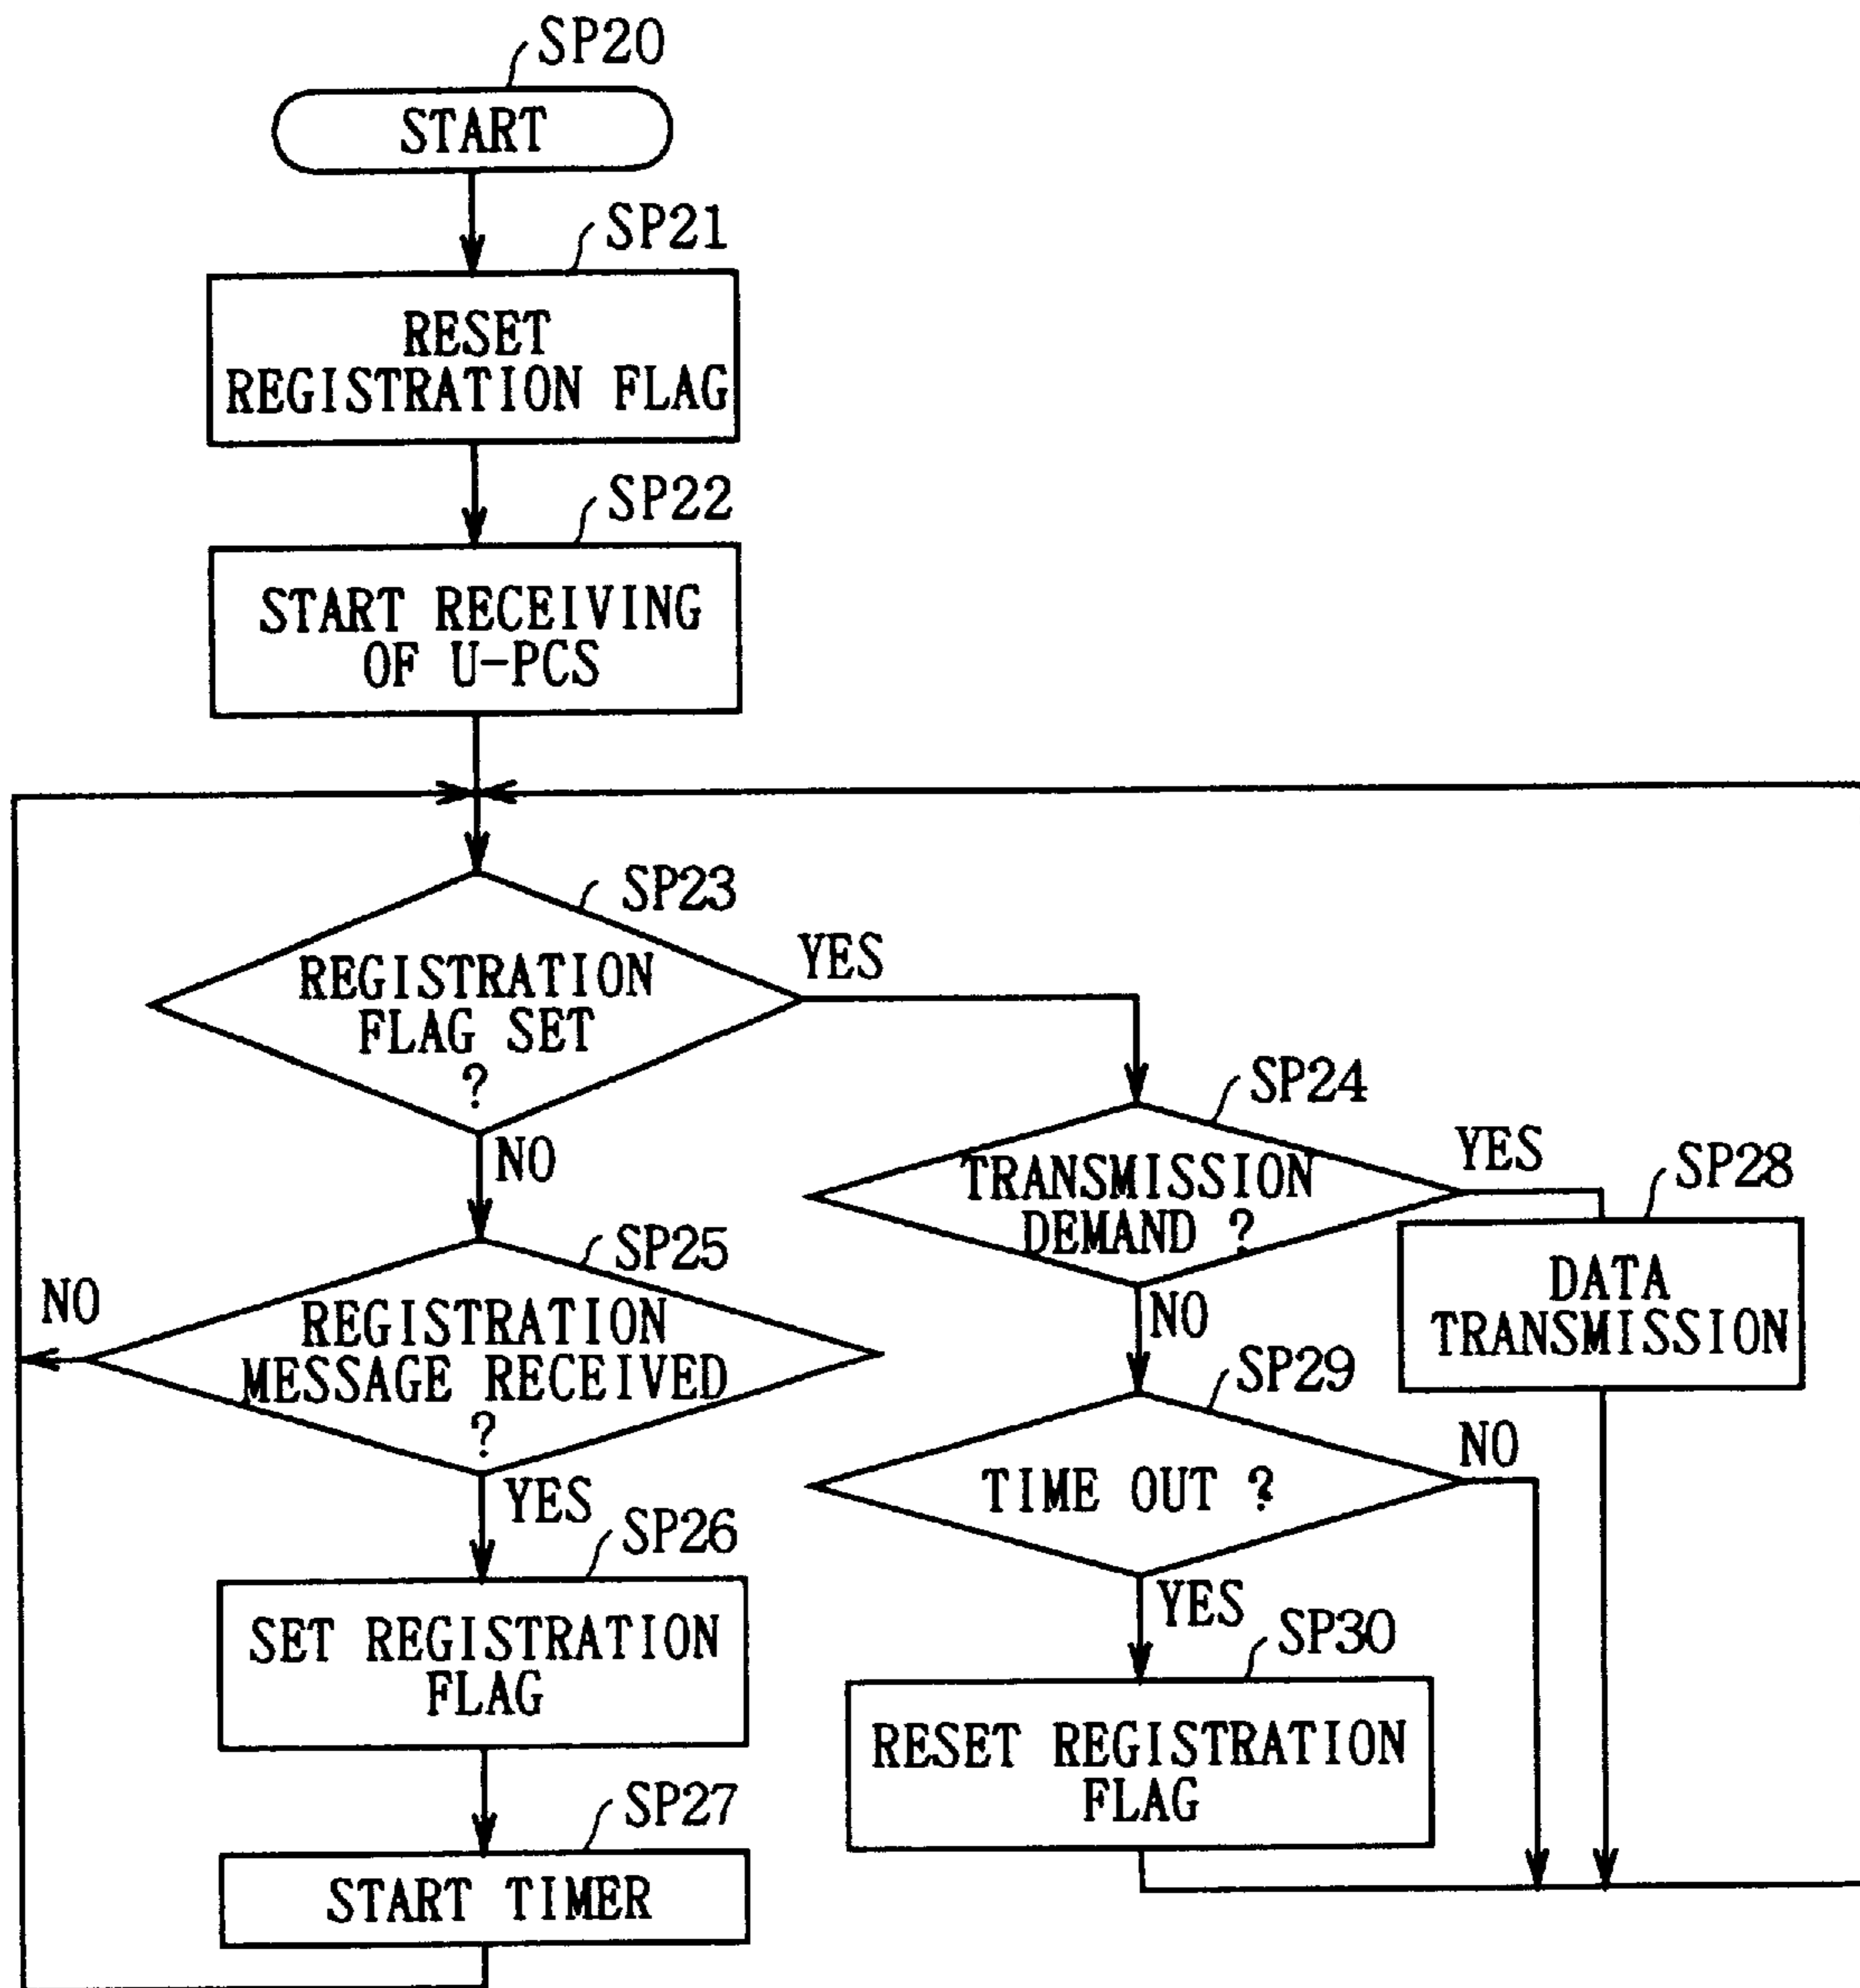 SP20
START
SP21
RESET
REGISTRATION FLAG
SP22
START RECEIVING
OF U-PCS
SP23
REGISTRATION
FLAG SET
?
YES
NO
SP24
TRANSMISSION
DEMAND ?
YES
NO
SP28
DATA
TRANSMISSION
SP25
REGISTRATION
MESSAGE RECEIVED
?
NO
YES
SP29
TIME OUT ?
NO
YES
SP26
SET REGISTRATION
FLAG
SP30
RESET REGISTRATION
FLAG
SP27
START TIMER